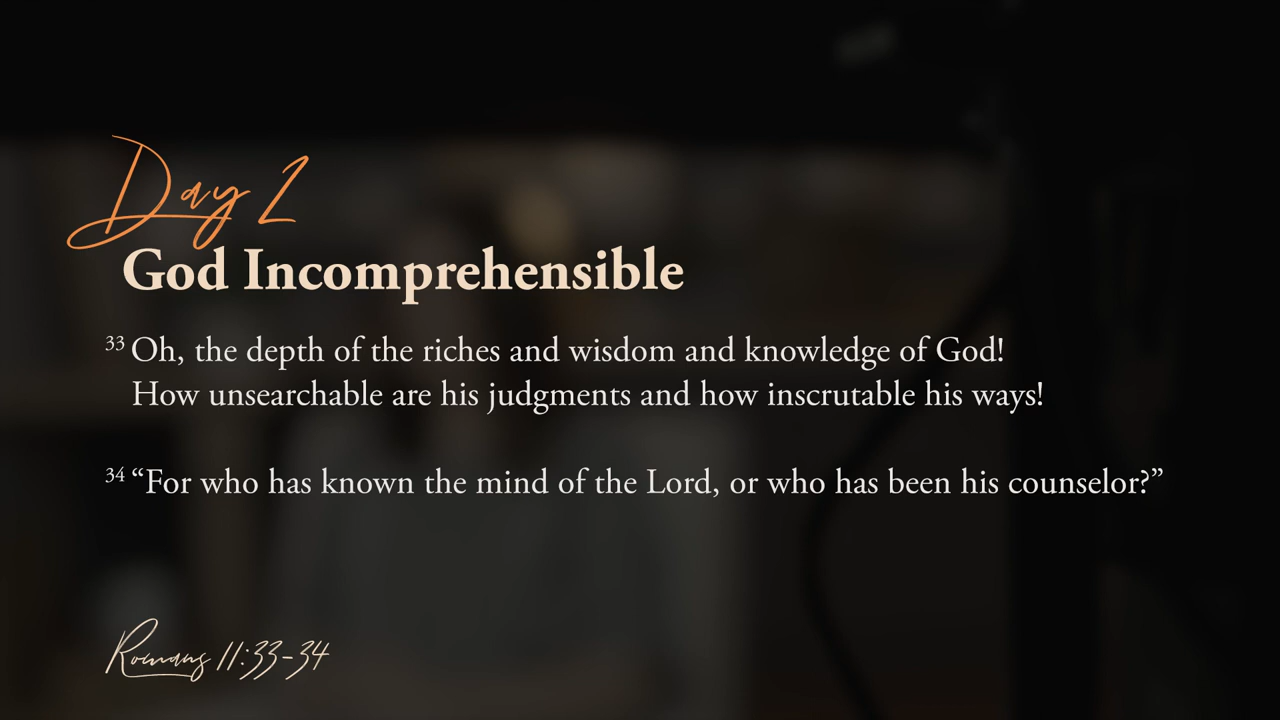 Day 2
God Incomprehensible
33 Oh, the depth of the riches and wisdom and knowledge of God!
How unsearchable are his judgments and how inscrutable his ways!
34 “For who has known the mind of the Lord, or who has been his counselor?”
Romans 11:33-34